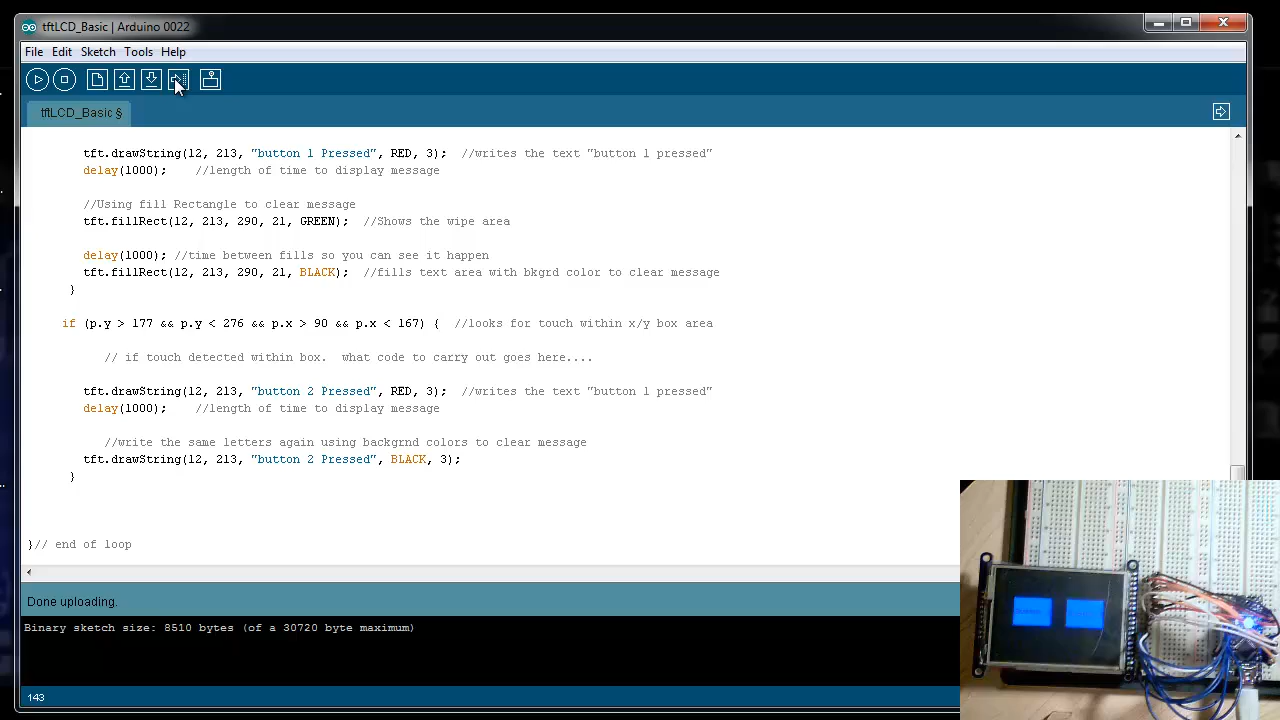 tftLCD_Basic | Arduino 0022
File Edit Sketch Tools Help
tftLCD_Basic §
tft.drawString(12, 213, "button 1 Pressed", RED, 3);  //writes the text "button 1 pressed"
delay(1000);    //length of time to display message
//Using fill Rectangle to clear message
tft.fillRect(12, 213, 290, 21, GREEN);  //Shows the wipe area
delay(1000); //time between fills so you can see it happen
tft.fillRect(12, 213, 290, 21, BLACK);  //fills text area with bkgrd color to clear message
}
if (p.y > 177 && p.y < 276 && p.x > 90 && p.x < 167) {  //looks for touch within x/y box area
// if touch detected within box.  what code to carry out goes here....
tft.drawString(12, 213, "button 2 Pressed", RED, 3);  //writes the text "button 1 pressed"
delay(1000);    //length of time to display message
//write the same letters again using backgrnd colors to clear message
tft.drawString(12, 213, "button 2 Pressed", BLACK, 3);
}
}// end of loop
Done uploading.
Binary sketch size: 8510 bytes (of a 30720 byte maximum)
143